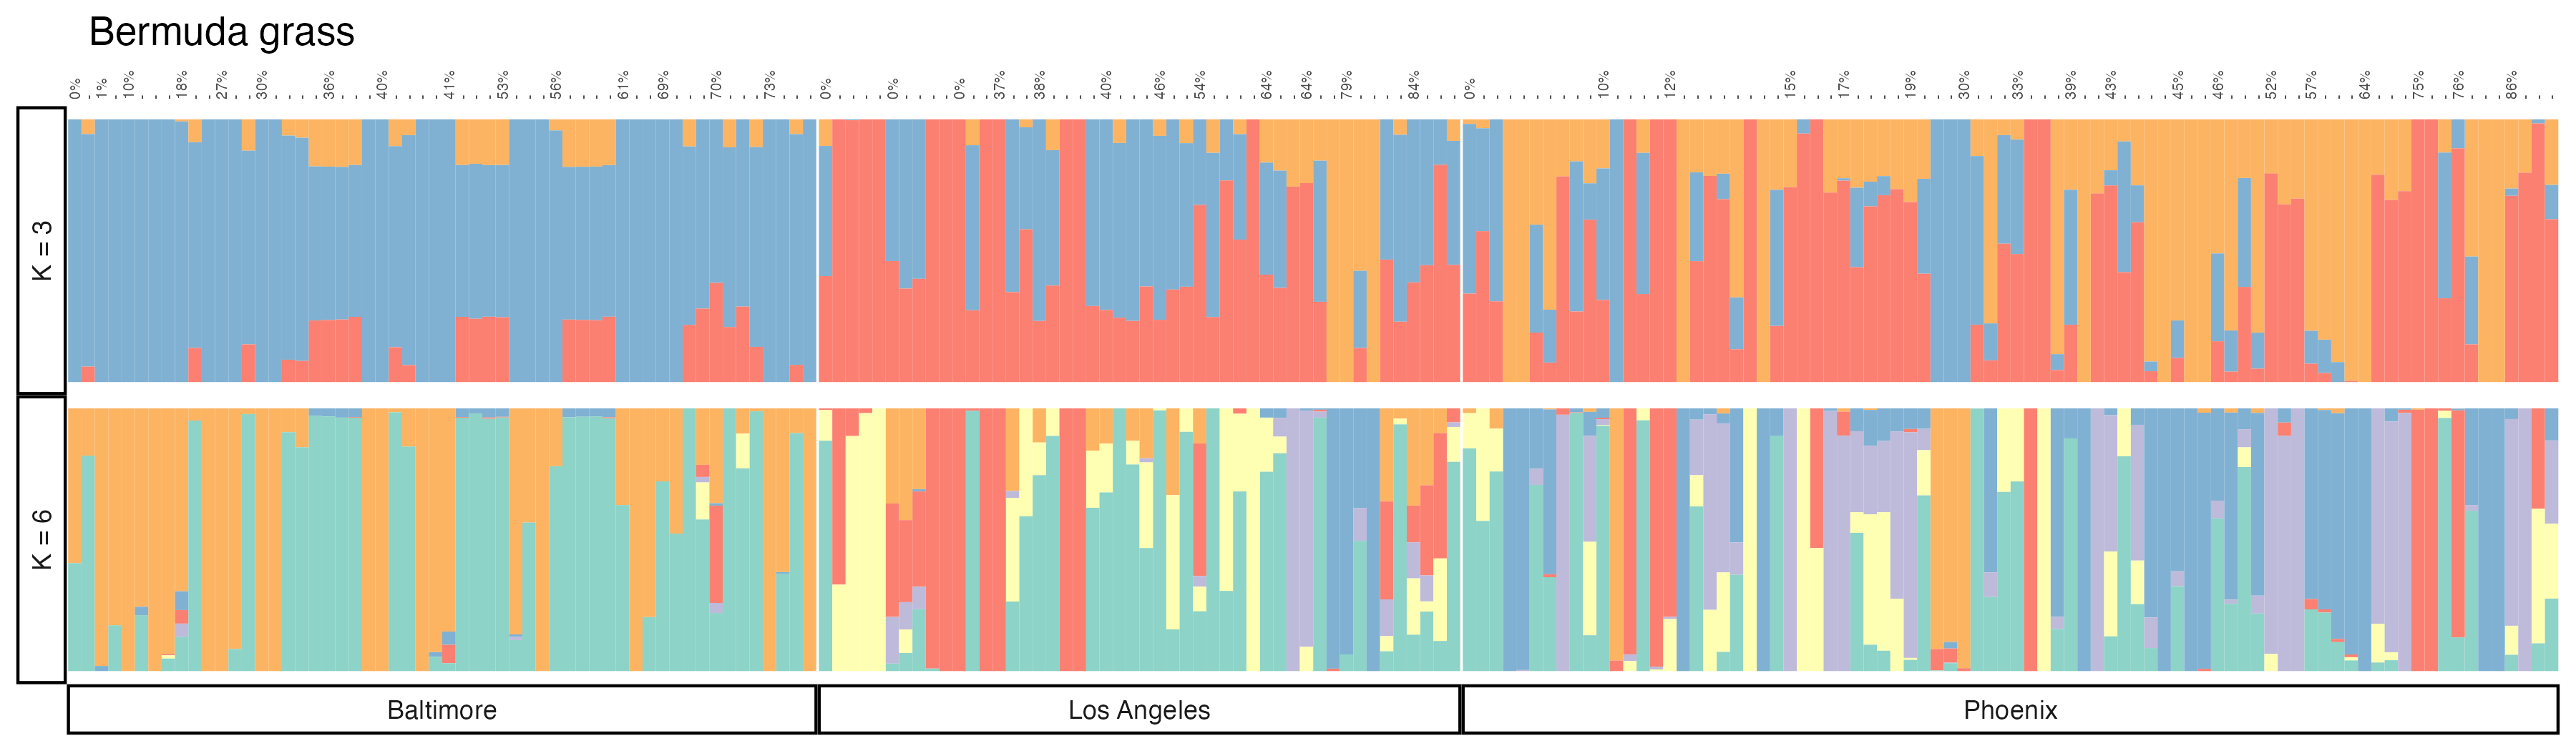 Bermuda grass
0% - 1% - 10% - - - 18% - - 27% - - 30% - - - - 36% - - - 40% - - - - 41% - - - 53% - - - 56% - - - - 61% - - 69% - - - 70% - - - 73% - - - 0% - - - - 0% - - - - 0% - - 37% - - 38% - - - - 40% - - - 46% - - 54% - - - - 64% - - 64% - - 79% - - - - 84% - - - 0% - - - - - - - - - 10% - - - - 12% - - - - - - - - 15% - - - 17% - - - - 19% - - - 30% - - - 33% - - - 39% - - 43% - - - - 45% - - 46% - - - 52% - - 57% - - - 64% - - - 75% - - 76% - - - 86% - - -
K = 3
K = 6
Baltimore
Los Angeles
Phoenix